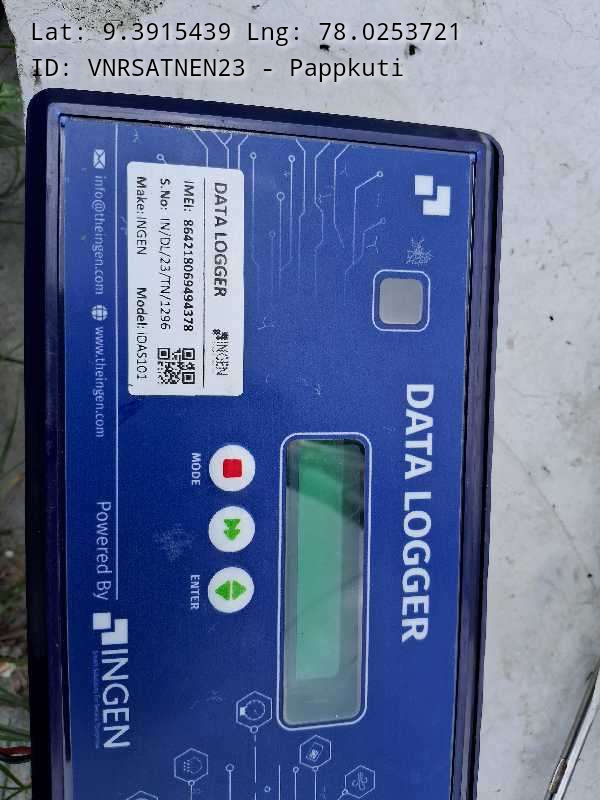 Lat: 9.3915439 Lng: 78.0253721
ID: VNRSATNEN23 - Pappkuti
DATA LOGGER
DATA LOGGER
INGEN
IMEI: 864218069494378
S.No: IN/DL/23/TN/1296
Make: INGEN Model: iDAS101
MODE
ENTER
info@theingen.com www.theingen.com
Powered By
INGEN